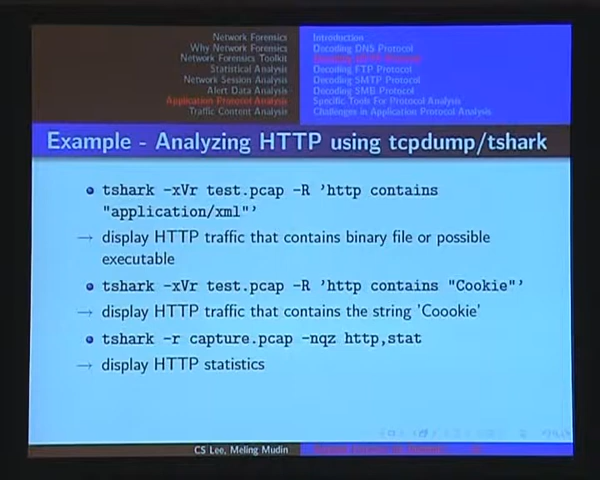 Network Forensics
Why Network Forensics
Network Forensics Toolkit
Statistical Analysis
Network Session Analysis
Alert Data Analysis
Application Protocol Analysis
Traffic Content Analysis
Introduction
Decoding DNS Protocol
Decoding HTTP Protocol
Decoding FTP Protocol
Decoding SMTP Protocol
Decoding SMB Protocol
Specific Tools For Protocol Analysis
Challenges in Application Protocol Analysis
Example - Analyzing HTTP using tcpdump/tshark
tshark -xVr test.pcap -R 'http contains
"application/xml"'
→ display HTTP traffic that contains binary file or possible
executable
tshark -xVr test.pcap -R 'http contains "Cookie"'
→ display HTTP traffic that contains the string 'Coookie'
tshark -r capture.pcap -nqz http,stat
→ display HTTP statistics
CS Lee, Meling Mudin